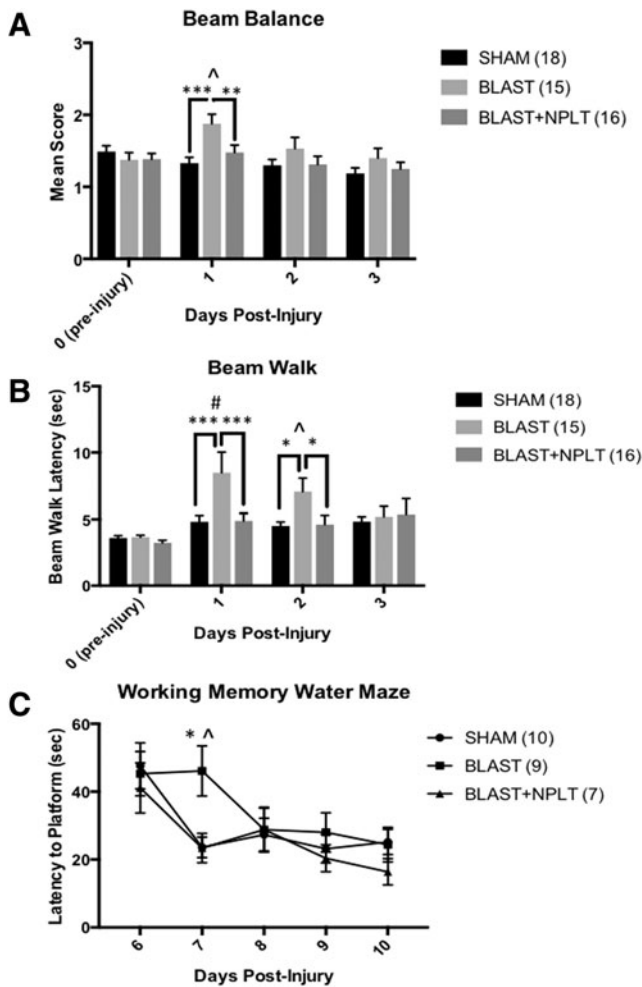 A
Beam Balance
3
2
1
0
Mean Score
^
*** **
0 (pre-injury)
1
2
3
Days Post-Injury
SHAM (18)
BLAST (15)
BLAST+NPLT (16)
B
Beam Walk
15
10
5
0
Beam Walk Latency (sec)
#
*** ***
^
* *
0 (pre-injury)
1
2
3
Days Post-Injury
SHAM (18)
BLAST (15)
BLAST+NPLT (16)
C
Working Memory Water Maze
60
40
20
0
Latency to Platform (sec)
* ^
6
7
8
9
10
Days Post-Injury
SHAM (10)
BLAST (9)
BLAST+NPLT (7)